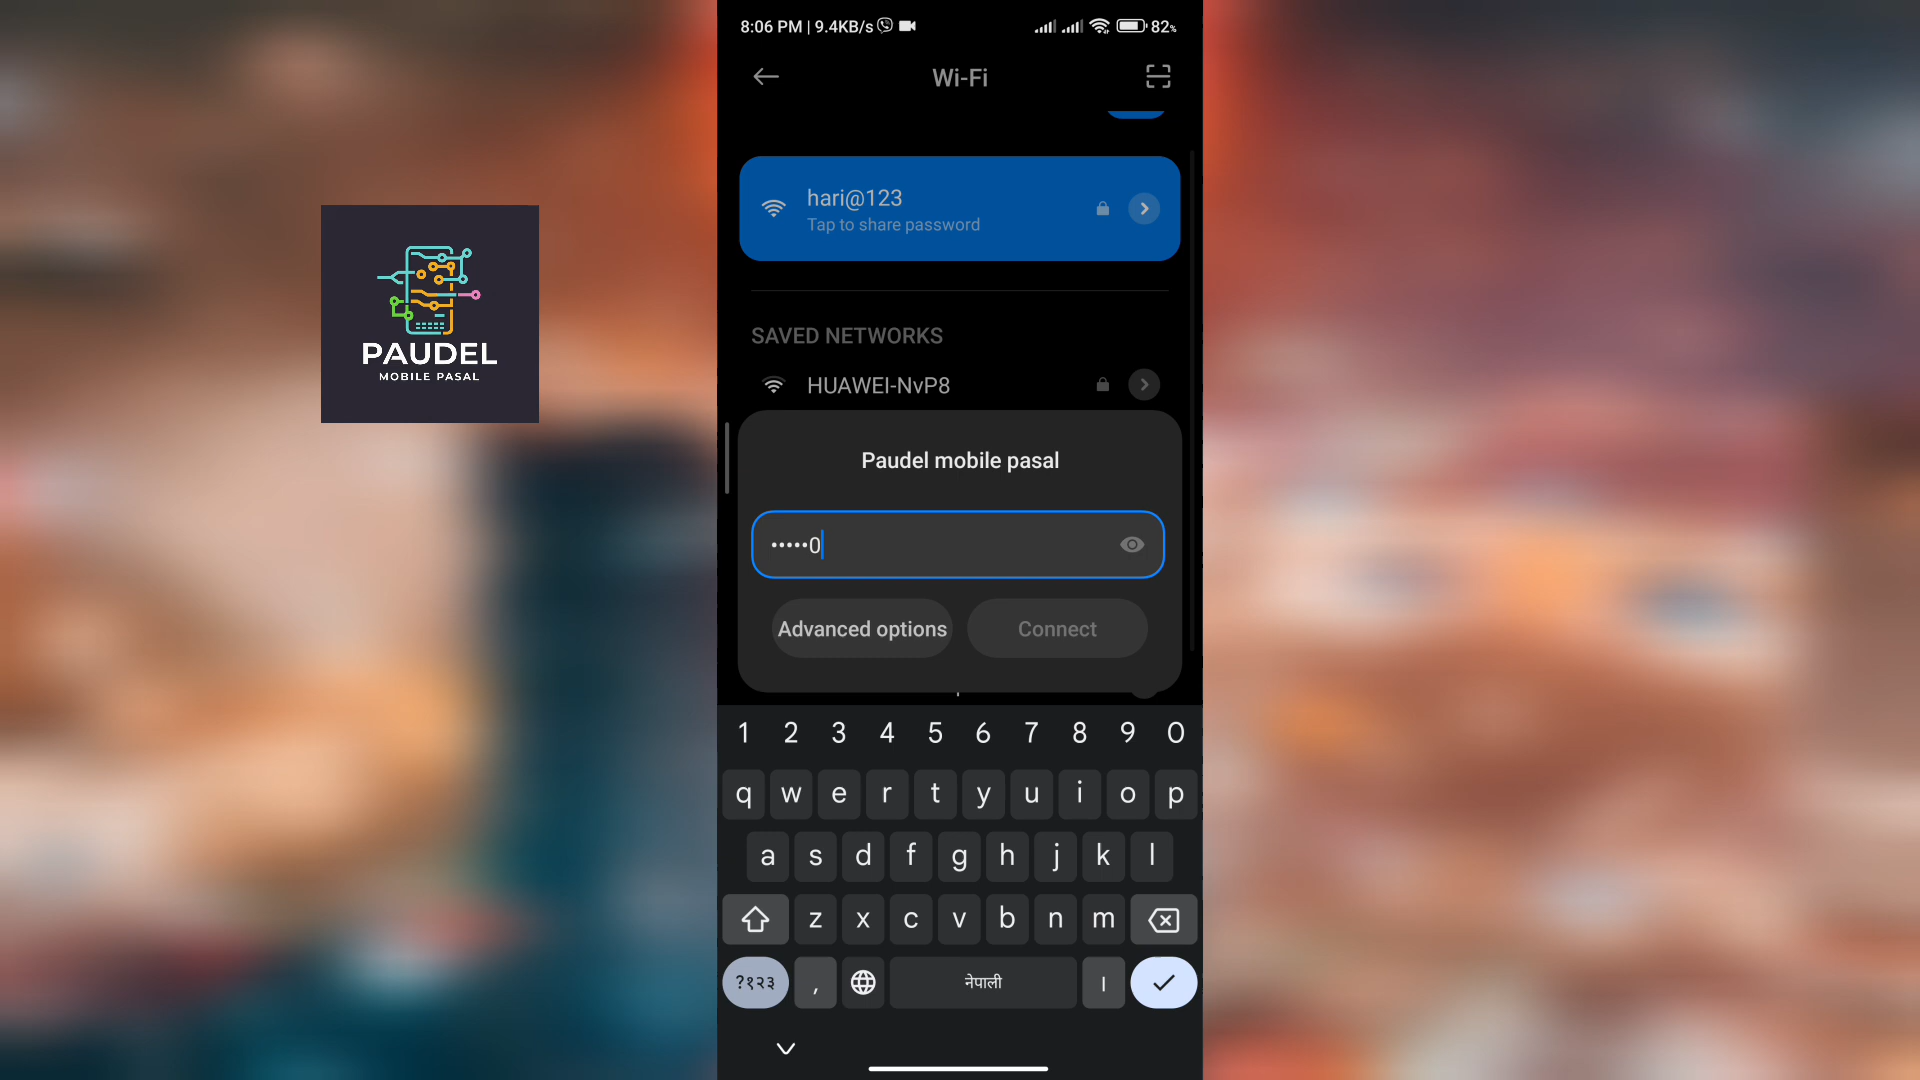 8:06 PM | 9.4KB/s 82%
Wi-Fi
hari@123
Tap to share password
SAVED NETWORKS
HUAWEI-NvP8
PAUDEL
MOBILE PASAL
Paudel mobile pasal
•••••0
Advanced options Connect
1 2 3 4 5 6 7 8 9 0
q w e r t y u i o p
a s d f g h j k l
z x c v b n m
?१२३ , नेपाली ।